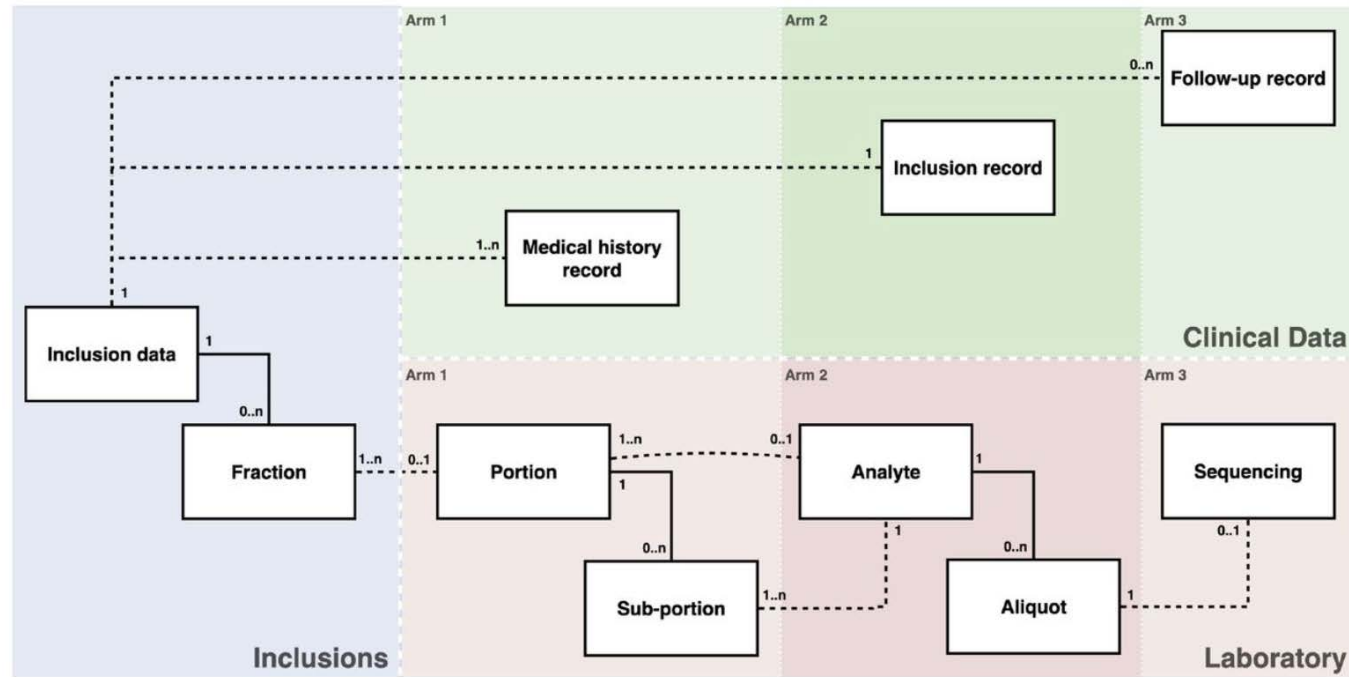 Arm 1
Arm 2
Arm 3
0..n
Follow-up record
1
Inclusion record
1..n
Medical history
record
1
Inclusion data
1
Clinical Data
Arm 1
Arm 2
Arm 3
0..n
Fraction
1..n
0..1
Portion
1..n
1
0..1
Analyte
1
1
Sequencing
0..1
0..n
Sub-portion
1..n
0..n
Aliquot
1
Inclusions
Laboratory